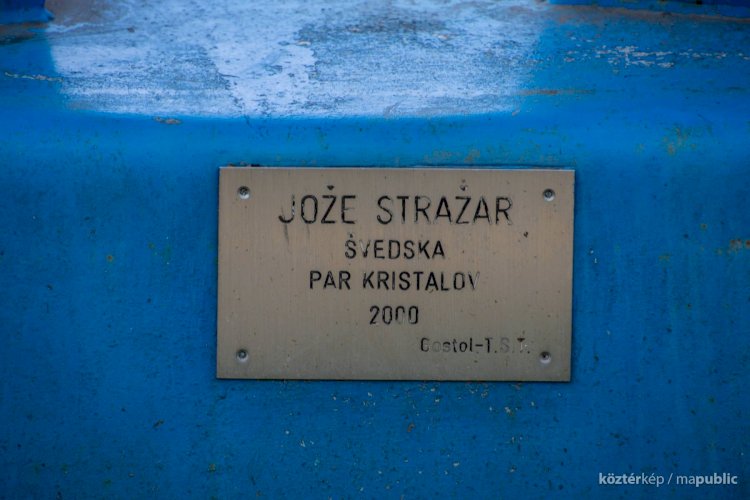 JOŽE STRAŽAR
ŠVEDSKA
PAR KRISTALOV
2000
Gostol-T.S.T.
köztérkép / mapublic